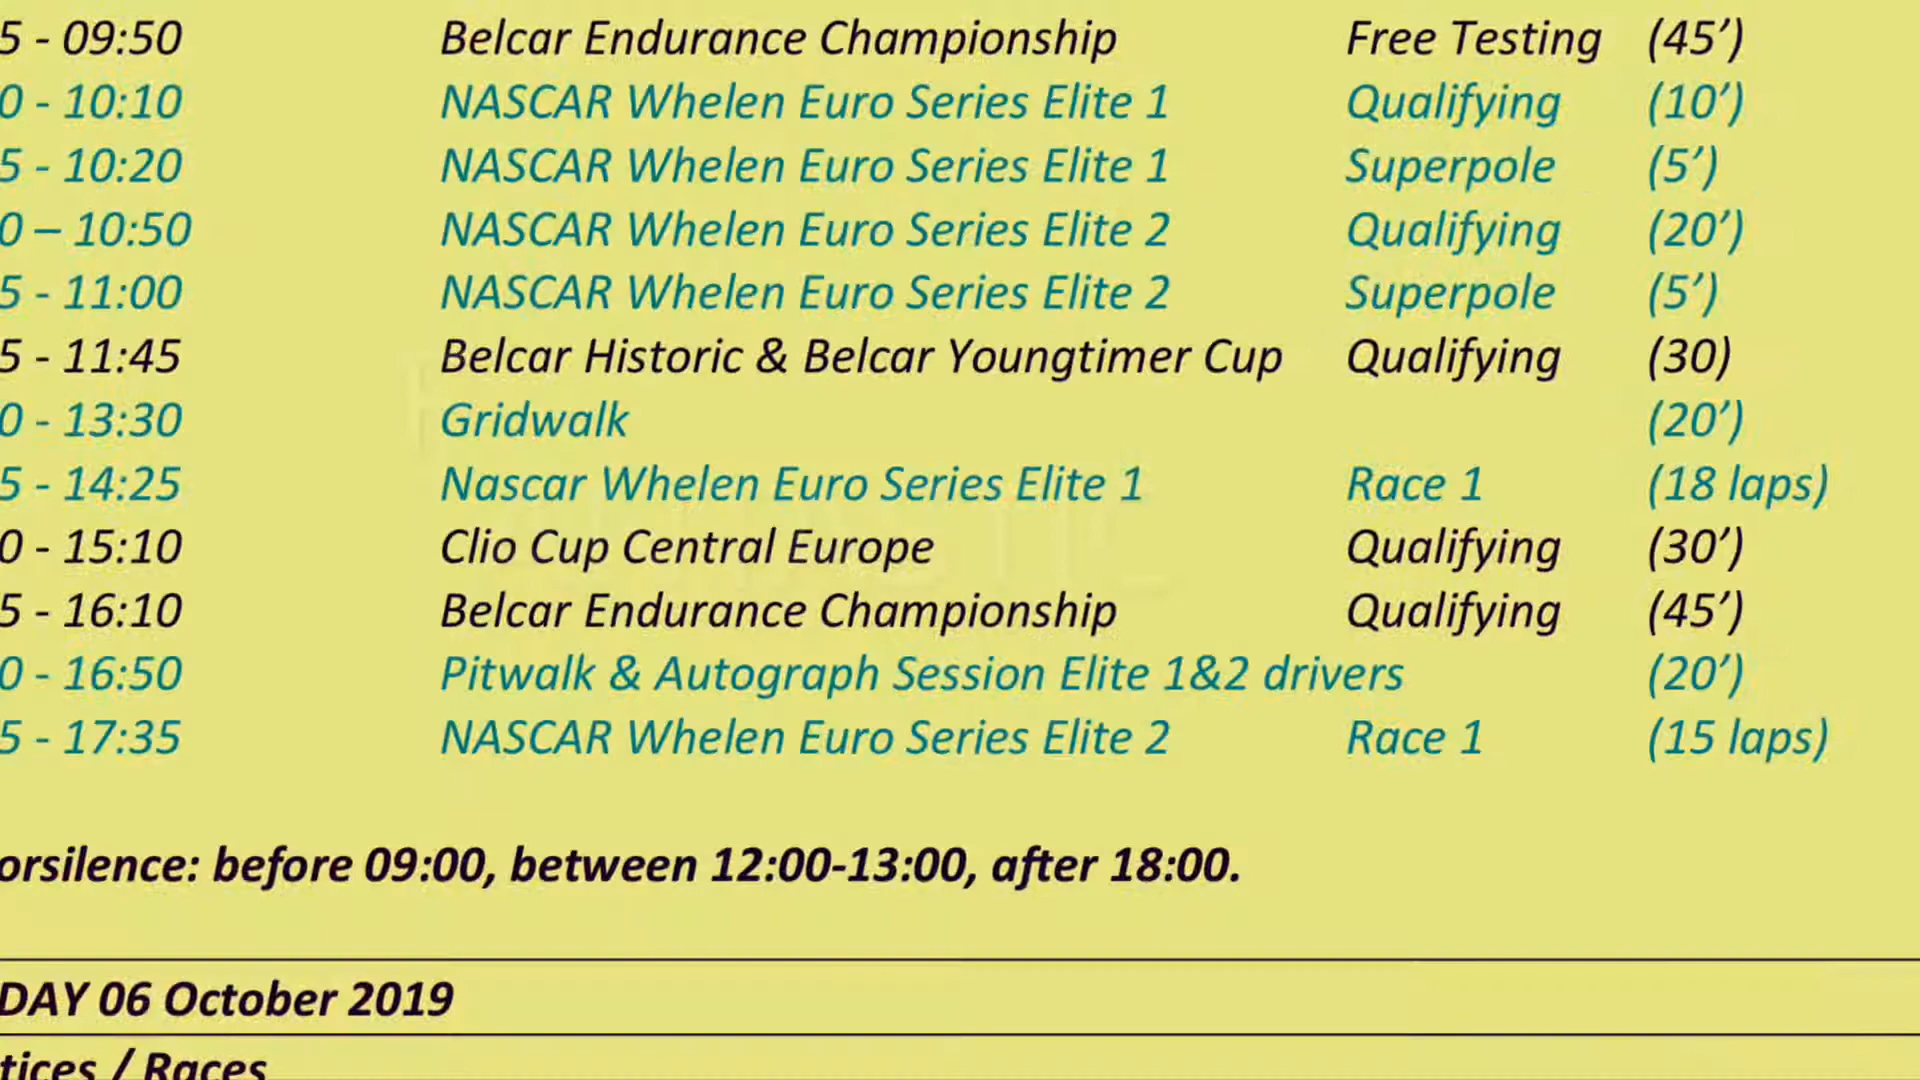 5 - 09:50 Belcar Endurance Championship Free Testing (45’)
0 - 10:10 NASCAR Whelen Euro Series Elite 1 Qualifying (10’)
5 - 10:20 NASCAR Whelen Euro Series Elite 1 Superpole (5’)
0 – 10:50 NASCAR Whelen Euro Series Elite 2 Qualifying (20’)
5 - 11:00 NASCAR Whelen Euro Series Elite 2 Superpole (5’)
5 - 11:45 Belcar Historic & Belcar Youngtimer Cup Qualifying (30)
0 - 13:30 Gridwalk (20’)
5 - 14:25 Nascar Whelen Euro Series Elite 1 Race 1 (18 laps)
0 - 15:10 Clio Cup Central Europe Qualifying (30’)
5 - 16:10 Belcar Endurance Championship Qualifying (45’)
0 - 16:50 Pitwalk & Autograph Session Elite 1&2 drivers (20’)
5 - 17:35 NASCAR Whelen Euro Series Elite 2 Race 1 (15 laps)
orsilence: before 09:00, between 12:00-13:00, after 18:00.
DAY 06 October 2019
tices / Races